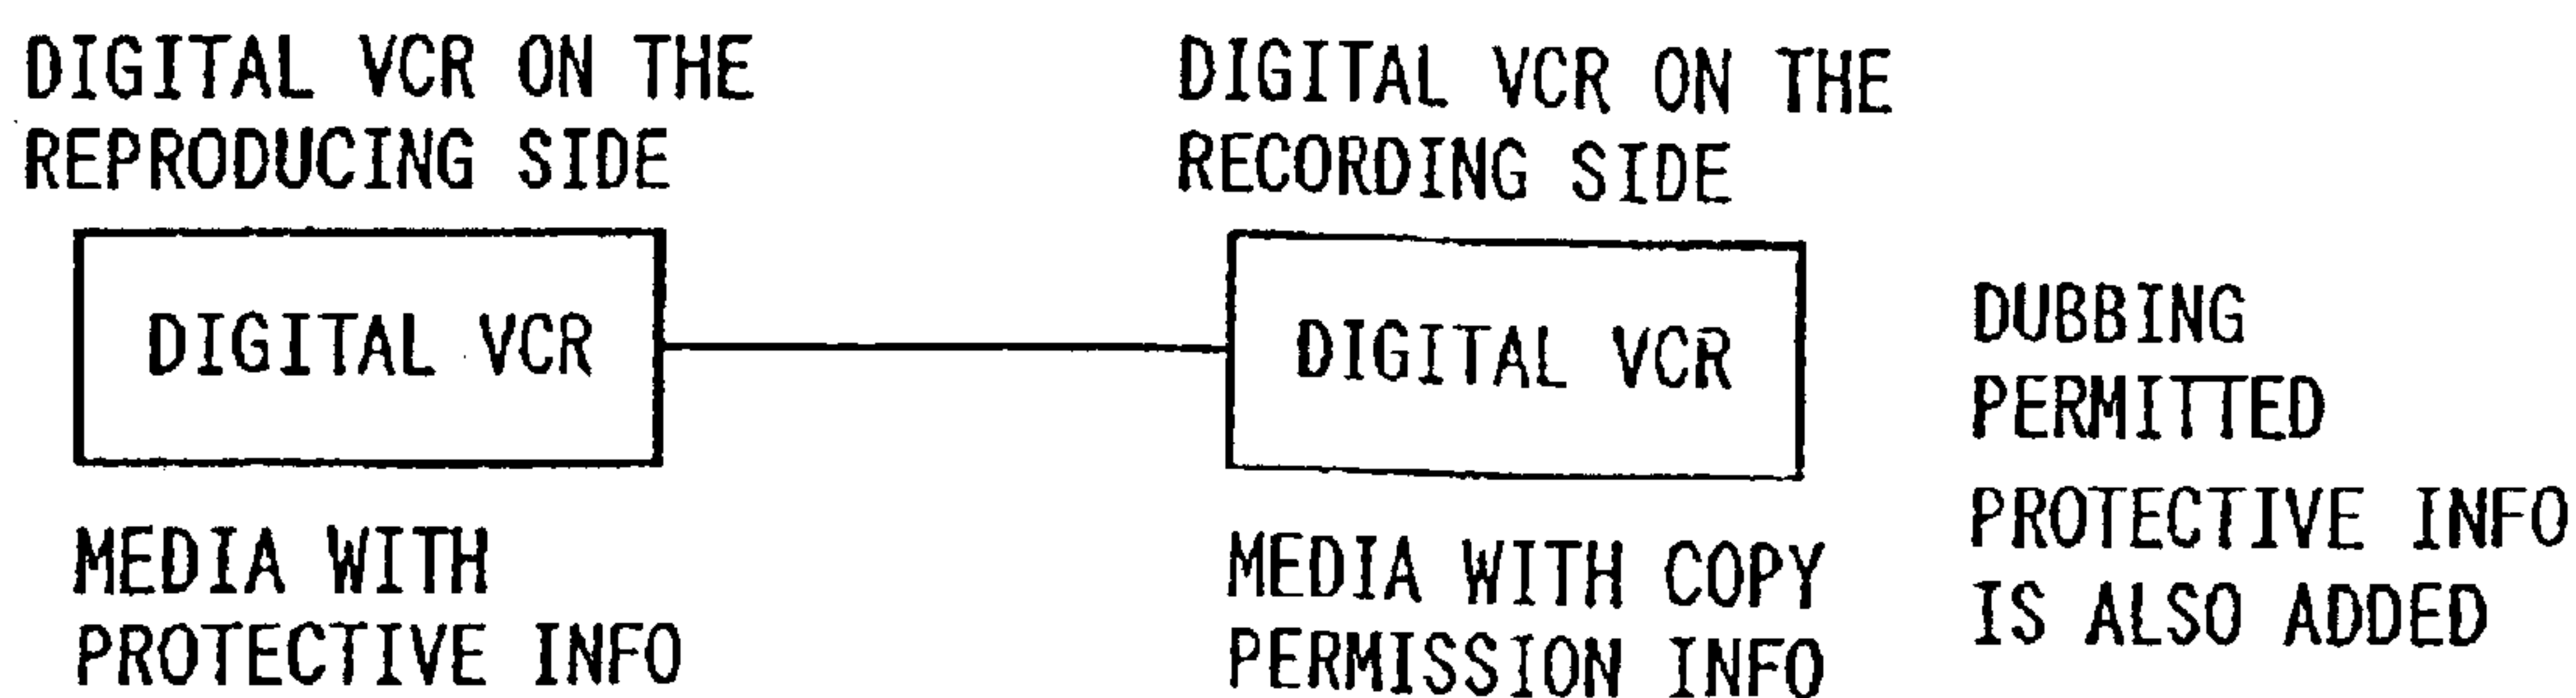 DIGITAL VCR ON THE
REPRODUCING SIDE
DIGITAL VCR
MEDIA WITH
PROTECTIVE INFO
DIGITAL VCR ON THE
RECORDING SIDE
DIGITAL VCR
MEDIA WITH COPY
PERMISSION INFO
DUBBING
PERMITTED
PROTECTIVE INFO
IS ALSO ADDED